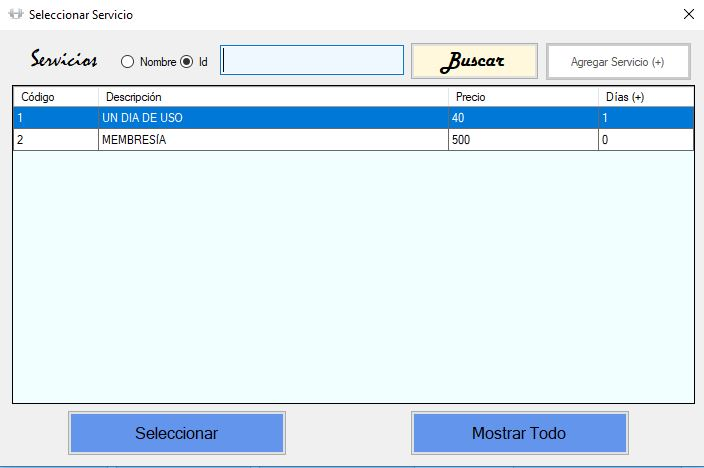 Seleccionar Servicio
Servicios Nombre Id Buscar Agregar Servicio (+)
Código Descripción Precio Días (+)
1 UN DIA DE USO 40 1
2 MEMBRESÍA 500 0
Seleccionar Mostrar Todo